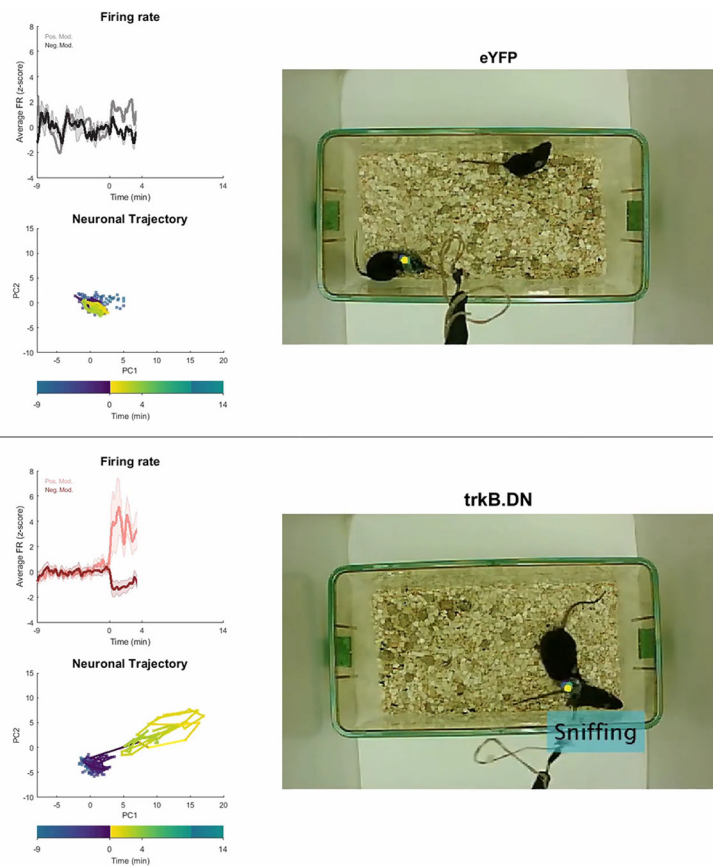 Firing rate
Pos. Mod.
Neg. Mod.
Average FR (z-score)
8
6
4
2
0
-2
-4
-9
0
4
14
Time (min)
eYFP
Neuronal Trajectory
PC2
15
10
5
0
-5
-10
-5
0
5
10
15
20
PC1
-9
0
4
14
Time (min)
Firing rate
Pos. Mod.
Neg. Mod.
Average FR (z-score)
8
6
4
2
0
-2
-4
-9
0
4
14
Time (min)
trkB.DN
Sniffing
Neuronal Trajectory
PC2
15
10
5
0
-5
-10
-5
0
5
10
15
20
PC1
-9
0
4
14
Time (min)